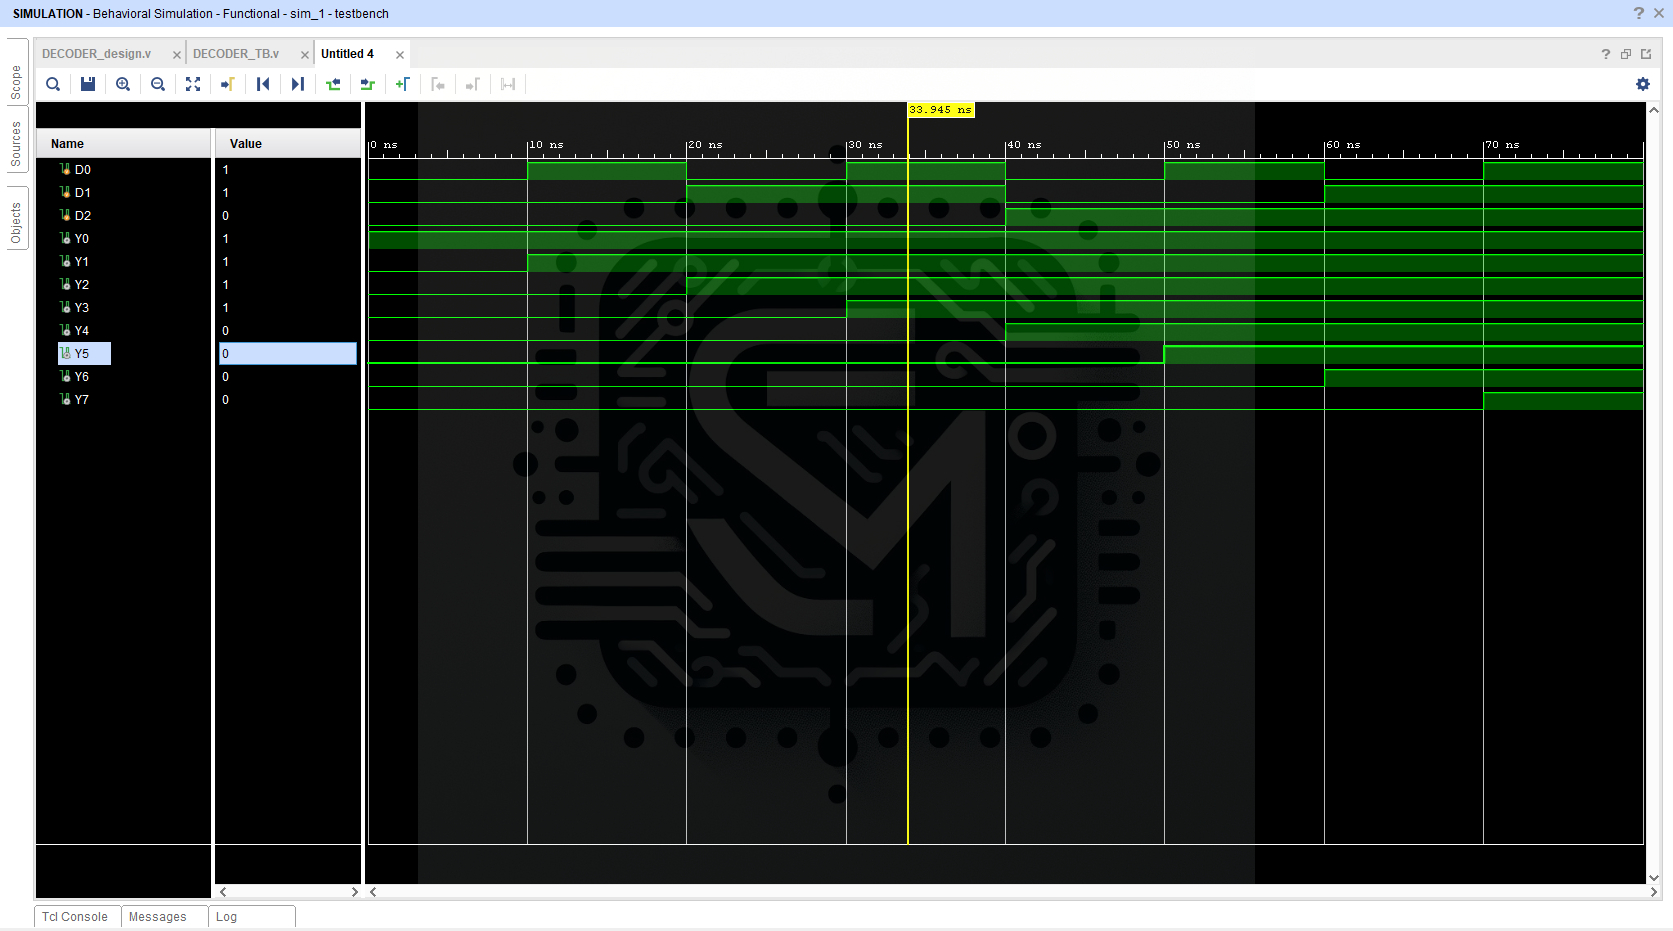 SIMULATION - Behavioral Simulation - Functional - sim_1 - testbench
DECODER_design.v
DECODER_TB.v
Untitled 4
Scope
Sources
Objects
33.945 ns
Name
Value
0 ns
10 ns
20 ns
30 ns
40 ns
50 ns
60 ns
70 ns
D0 1
D1 1
D2 0
Y0 1
Y1 1
Y2 1
Y3 1
Y4 0
Y5 0
Y6 0
Y7 0
Tcl Console
Messages
Log